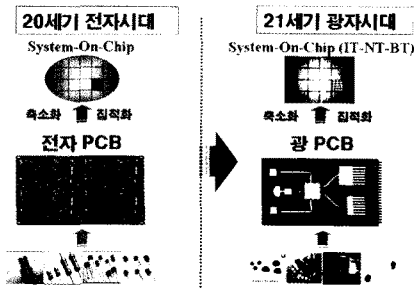 20세기 전자시대
System-On-Chip
축소화 집적화
전자 PCB
21세기 광자시대
System-On-Chip (IT-NT-BT)
축소화 집적화
광 PCB